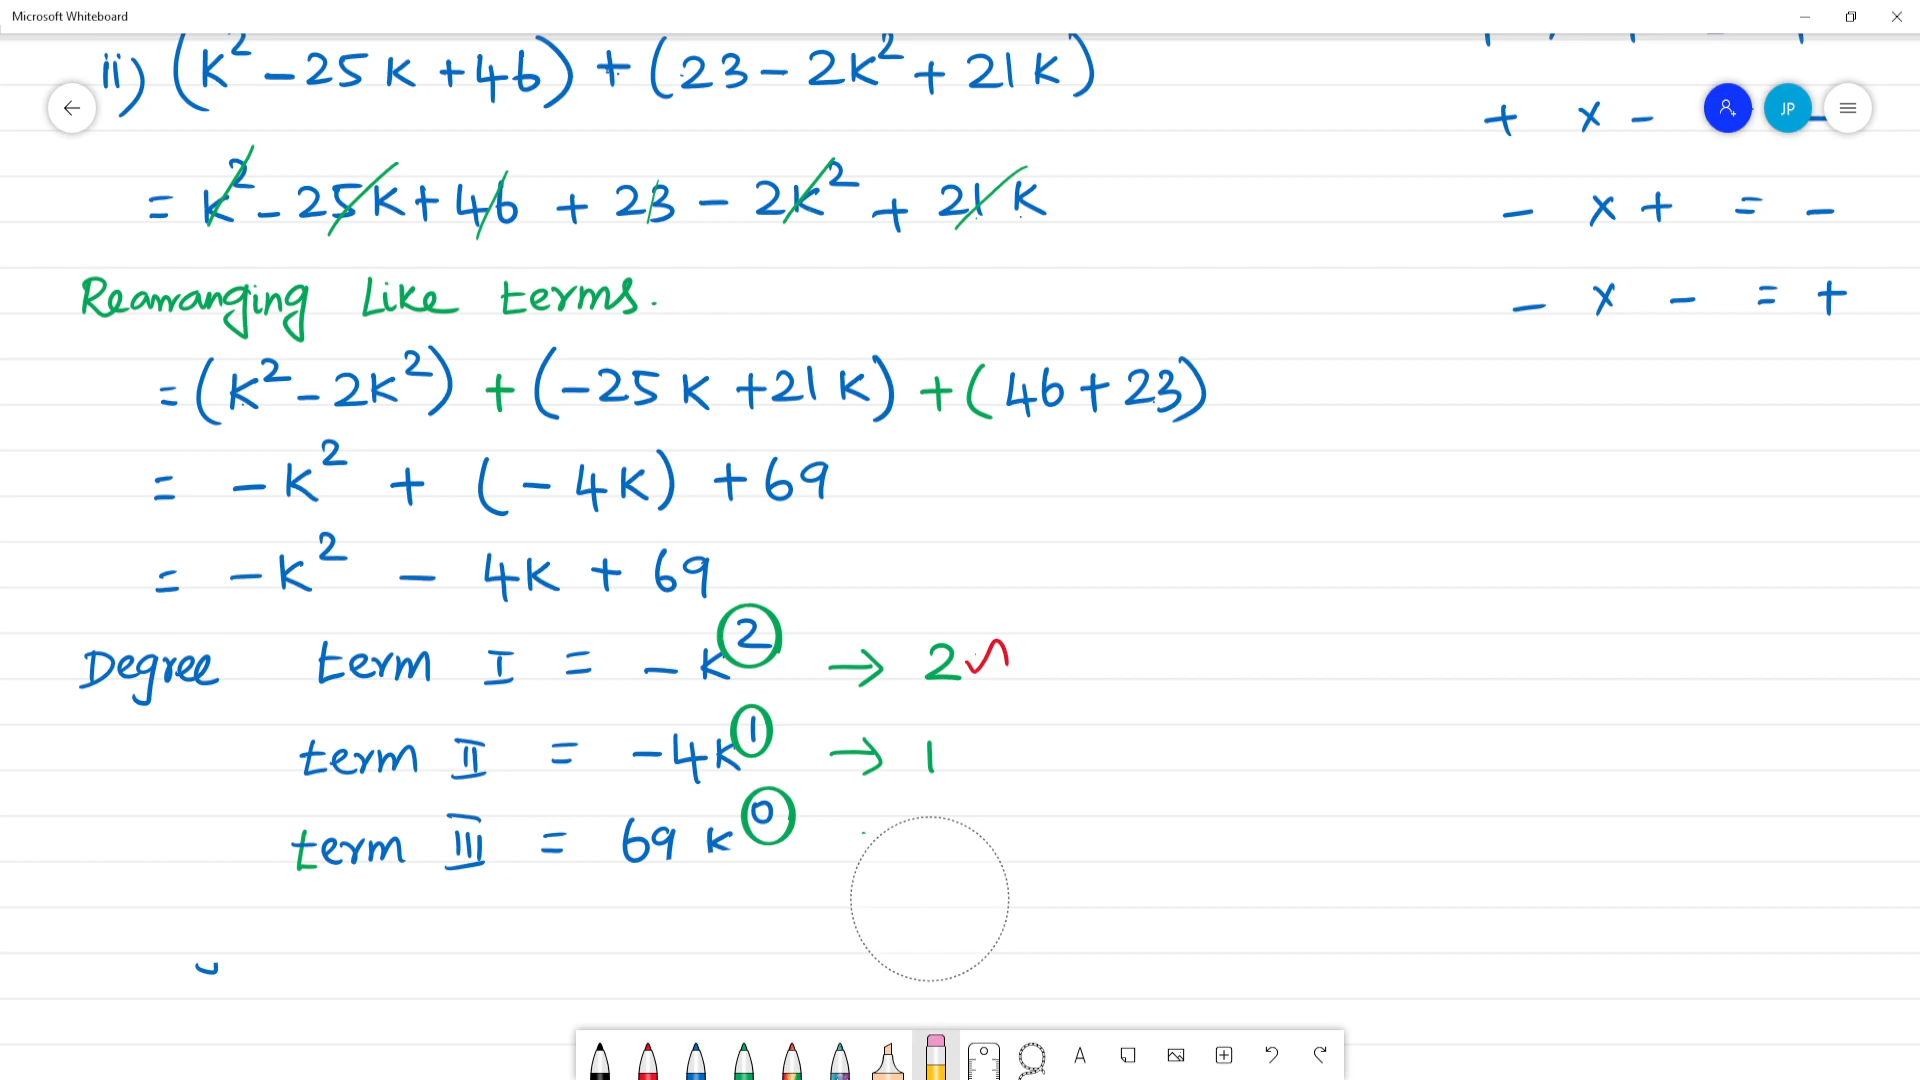 Microsoft Whiteboard
ii) (k² - 25k + 46) + (23 - 2k² + 21k)
= k² - 25k + 46 + 23 - 2k² + 21k
Rearranging Like terms.
= (k² - 2k²) + (-25k + 21k) + (46 + 23)
= -k² + (-4k) + 69
= -k² - 4k + 69
Degree term I = -k² → 2
term II = -4k¹ → 1
term III = 69k⁰
+ x -
- x + = -
- x - = +
JP
A